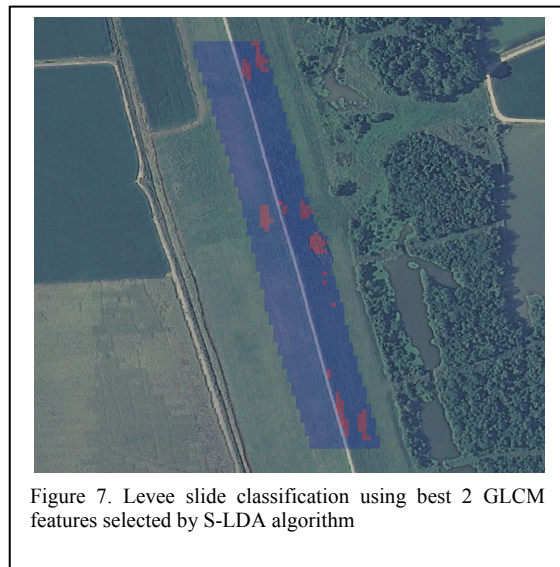 Figure 7. Levee slide classification using best 2 GLCM
features selected by S-LDA algorithm